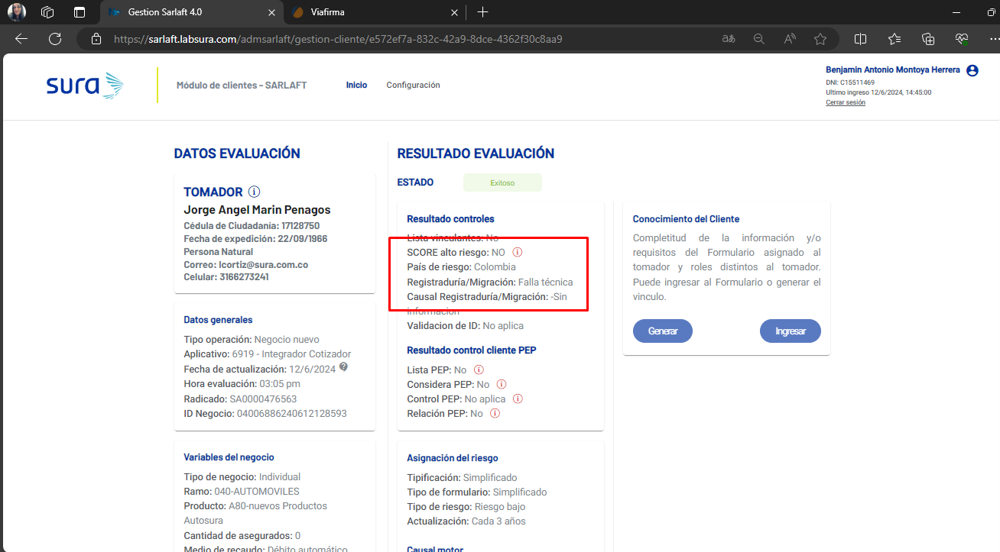 Gestion Sarlaft 4.0
Viafirma
https://sarlaft.labsura.com/admsarlaft/gestion-cliente/e572ef7a-832c-42a9-8dce-4362f30c8aa9
sura
Módulo de clientes - SARLAFT
Inicio
Configuración
Benjamin Antonio Montoya Herrera
DNI: C15511469
Ultimo ingreso 12/6/2024, 14:45:00
Cerrar sesión
DATOS EVALUACIÓN
TOMADOR
Jorge Angel Marin Penagos
Cédula de Ciudadanía: 17128750
Fecha de expedición: 22/09/1966
Persona Natural
Correo: lcortiz@sura.com.co
Celular: 3166273241
Datos generales
Tipo operación: Negocio nuevo
Aplicativo: 6919 - Integrador Cotizador
Fecha de actualización: 12/6/2024
Hora evaluación: 03:05 pm
Radicado: SA0000476563
ID Negocio: 04006886240612128593
Variables del negocio
Tipo de negocio: Individual
Ramo: 040-AUTOMOVILES
Producto: A80-nuevos Productos
Autosura
Cantidad de asegurados: 0
Medio de recaudo: Débito automático
RESULTADO EVALUACIÓN
ESTADO
Exitoso
Resultado controles
Lista vinculantes: No
SCORE alto riesgo: NO
País de riesgo: Colombia
Registraduría/Migración: Falla técnica
Causal Registraduría/Migración: -Sin
información
Validacion de ID: No aplica
Resultado control cliente PEP
Lista PEP: No
Considera PEP: No
Control PEP: No aplica
Relación PEP: No
Asignación del riesgo
Tipificación: Simplificado
Tipo de formulario: Simplificado
Tipo de riesgo: Riesgo bajo
Actualización: Cada 3 años
Causal motor
Conocimiento del Cliente
Completitud de la información y/o
requisitos del Formulario asignado al
tomador y roles distintos al tomador.
Puede ingresar al Formulario o generar el
vinculo.
Generar
Ingresar